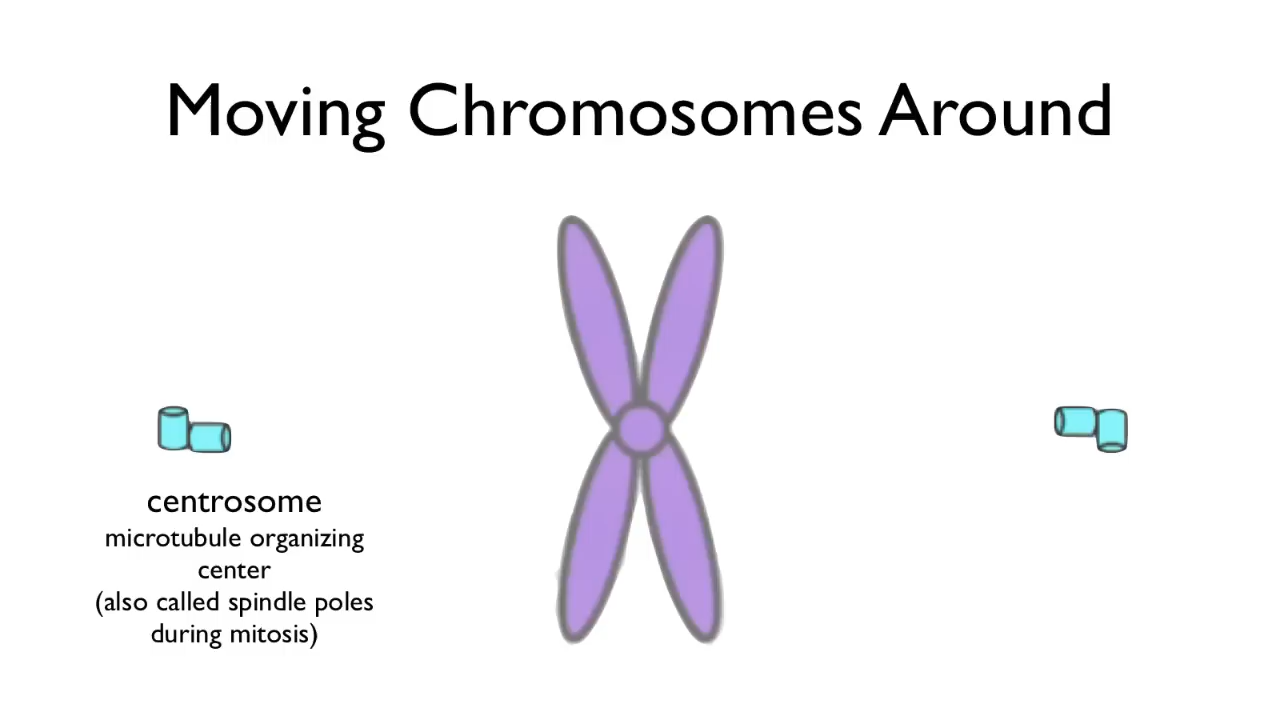 Moving Chromosomes Around
centrosome
microtubule organizing
center
(also called spindle poles
during mitosis)